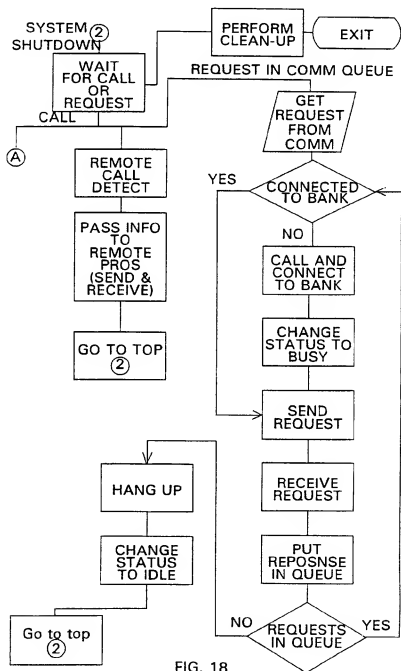 SYSTEM
SHUTDOWN
2
PERFORM
CLEAN-UP
EXIT
WAIT
FOR CALL
OR
REQUEST
REQUEST IN COMM QUEUE
CALL
A
GET
REQUEST
FROM
COMM
REMOTE
CALL
DETECT
YES
CONNECTED
TO BANK
NO
PASS INFO
TO
REMOTE
PROS
(SEND &
RECEIVE)
CALL AND
CONNECT
TO BANK
GO TO TOP
2
CHANGE
STATUS TO
BUSY
SEND
REQUEST
HANG UP
RECEIVE
REQUEST
CHANGE
STATUS
TO IDLE
PUT
REPOSNSE
IN QUEUE
Go to top
2
NO
REQUESTS
IN QUEUE
YES
FIG. 18